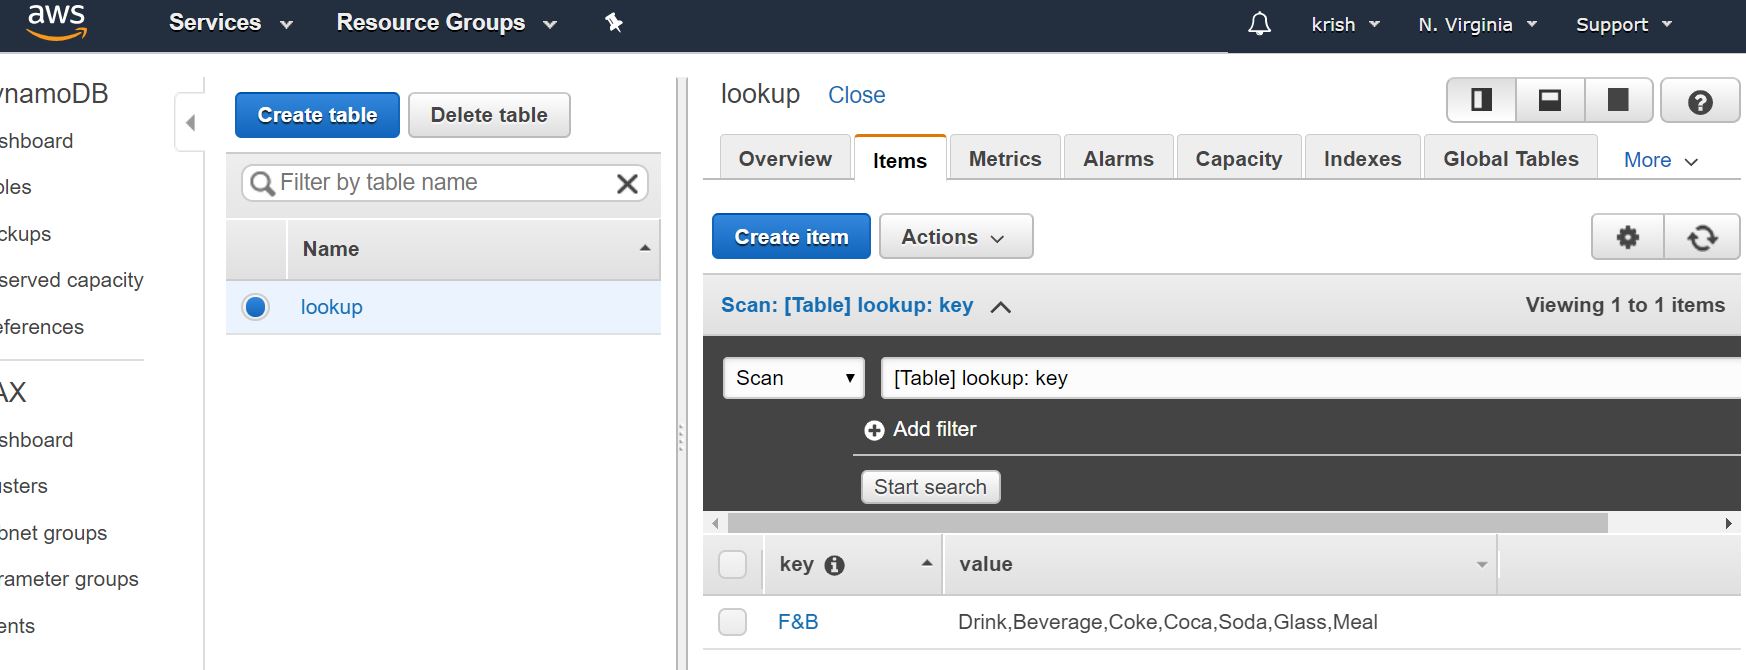 aws Services Resource Groups krish N. Virginia Support
ynamoDB
shboard
bles
ckups
served capacity
eferences
AX
shboard
sters
bnet groups
rameter groups
ents
Create table Delete table
Filter by table name
Name
lookup
lookup Close
Overview Items Metrics Alarms Capacity Indexes Global Tables More
Create item Actions
Scan: [Table] lookup: key Viewing 1 to 1 items
Scan [Table] lookup: key
Add filter
Start search
key value
F&B Drink,Beverage,Coke,Coca,Soda,Glass,Meal